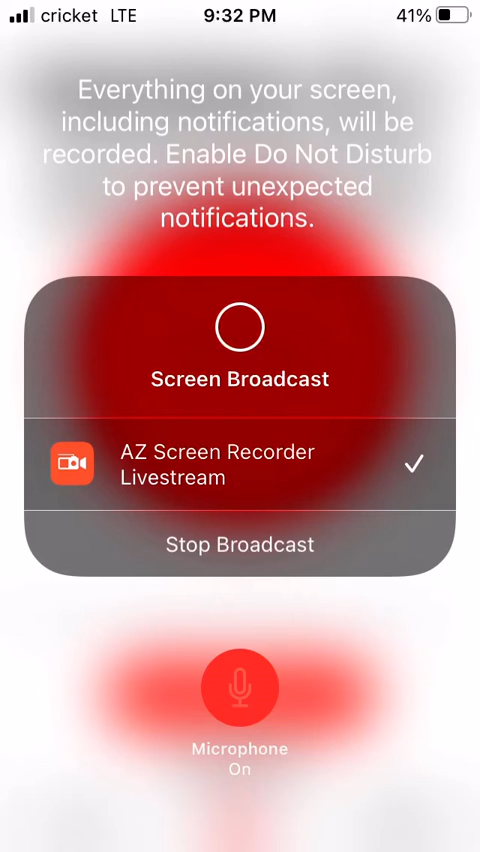 cricket LTE 9:32 PM 41%
Everything on your screen,
including notifications, will be
recorded. Enable Do Not Disturb
to prevent unexpected
notifications.
Screen Broadcast
AZ Screen Recorder
Livestream
Stop Broadcast
Microphone
On